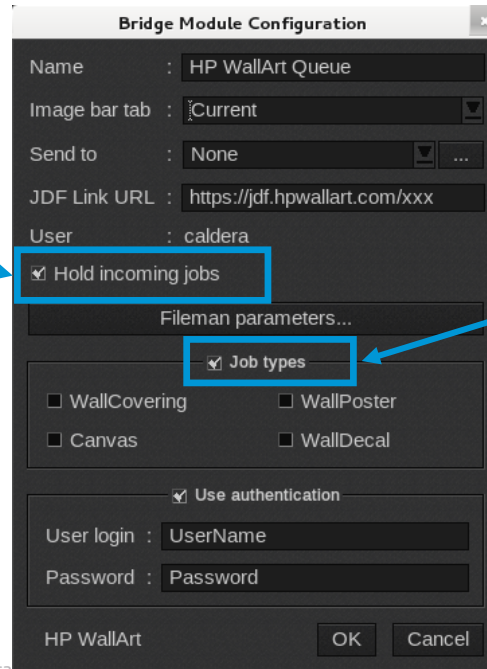 Bridge Module Configuration
Name : HP WallArt Queue
Image bar tab : Current
Send to : None ...
JDF Link URL : https://jdf.hpwallart.com/xxx
User : caldera
Hold incoming jobs
Fileman parameters...
Job types
WallCovering WallPoster
Canvas WallDecal
Use authentication
User login : UserName
Password : Password
HP WallArt OK Cancel